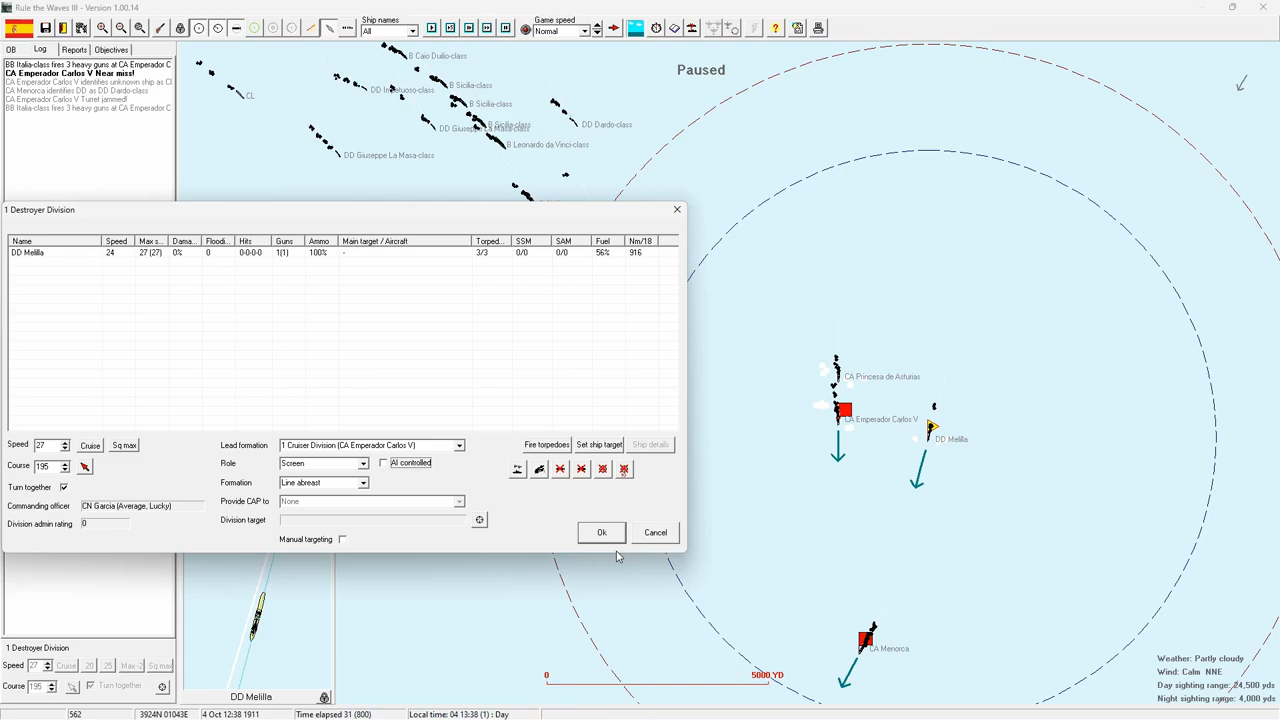 Rule the Waves III - Version 1.00.14
Ship names
All
Game speed
Normal
OB Log Reports Objectives
BB Italia-class fires 3 heavy guns at CA Emperador C
CA Emperador Carlos V Near miss!
CA Emperador Carlos V identifies unknown ship as Cl
CA Menorca identifies DD as DD Dardo-class
CA Emperador Carlos V Turret jammed!
BB Italia-class fires 3 heavy guns at CA Emperador C
Paused
B Caio Duilio-class
B Sicilia-class
DD Impetuoso-class
CL
B Sicilia-class
B Sicilia-class
DD Dardo-class
DD Giuseppe La Masa-class
B Leonardo da Vinci-class
DD Giuseppe La Masa-class
1 Destroyer Division
Name Speed Max s... Dama... Floodi... Hits Guns Ammo Main target / Aircraft Torped... SSM SAM Fuel Nm/18
DD Melilla 24 27 (27) 0% 0 0-0-0-0 1(1) 100% - 3/3 0/0 0/0 56% 916
Speed 27 Cruise Sq max
Course 195
Turn together
Commanding officer CN Garcia (Average, Lucky)
Division admin rating 0
Lead formation 1 Cruiser Division (CA Emperador Carlos V)
Role Screen AI controlled
Formation Line abreast
Provide CAP to None
Division target
Manual targeting
Fire torpedoes Set ship target Ship details
Ok Cancel
CA Princesa de Asturias
CA Emperador Carlos V
DD Melilla
CA Menorca
0 5000 YD
Weather: Partly cloudy
Wind: Calm NNE
Day sighting range: 24,500 yds
Night sighting range: 4,000 yds
1 Destroyer Division
Speed 27 Cruise 20 25 Max -2 Sq max
Course 195 Turn together
DD Melilla
562 3924N 01043E 4 Oct 12:38 1911 Time elapsed 31 (800) Local time: 04 13:38 (1) : Day